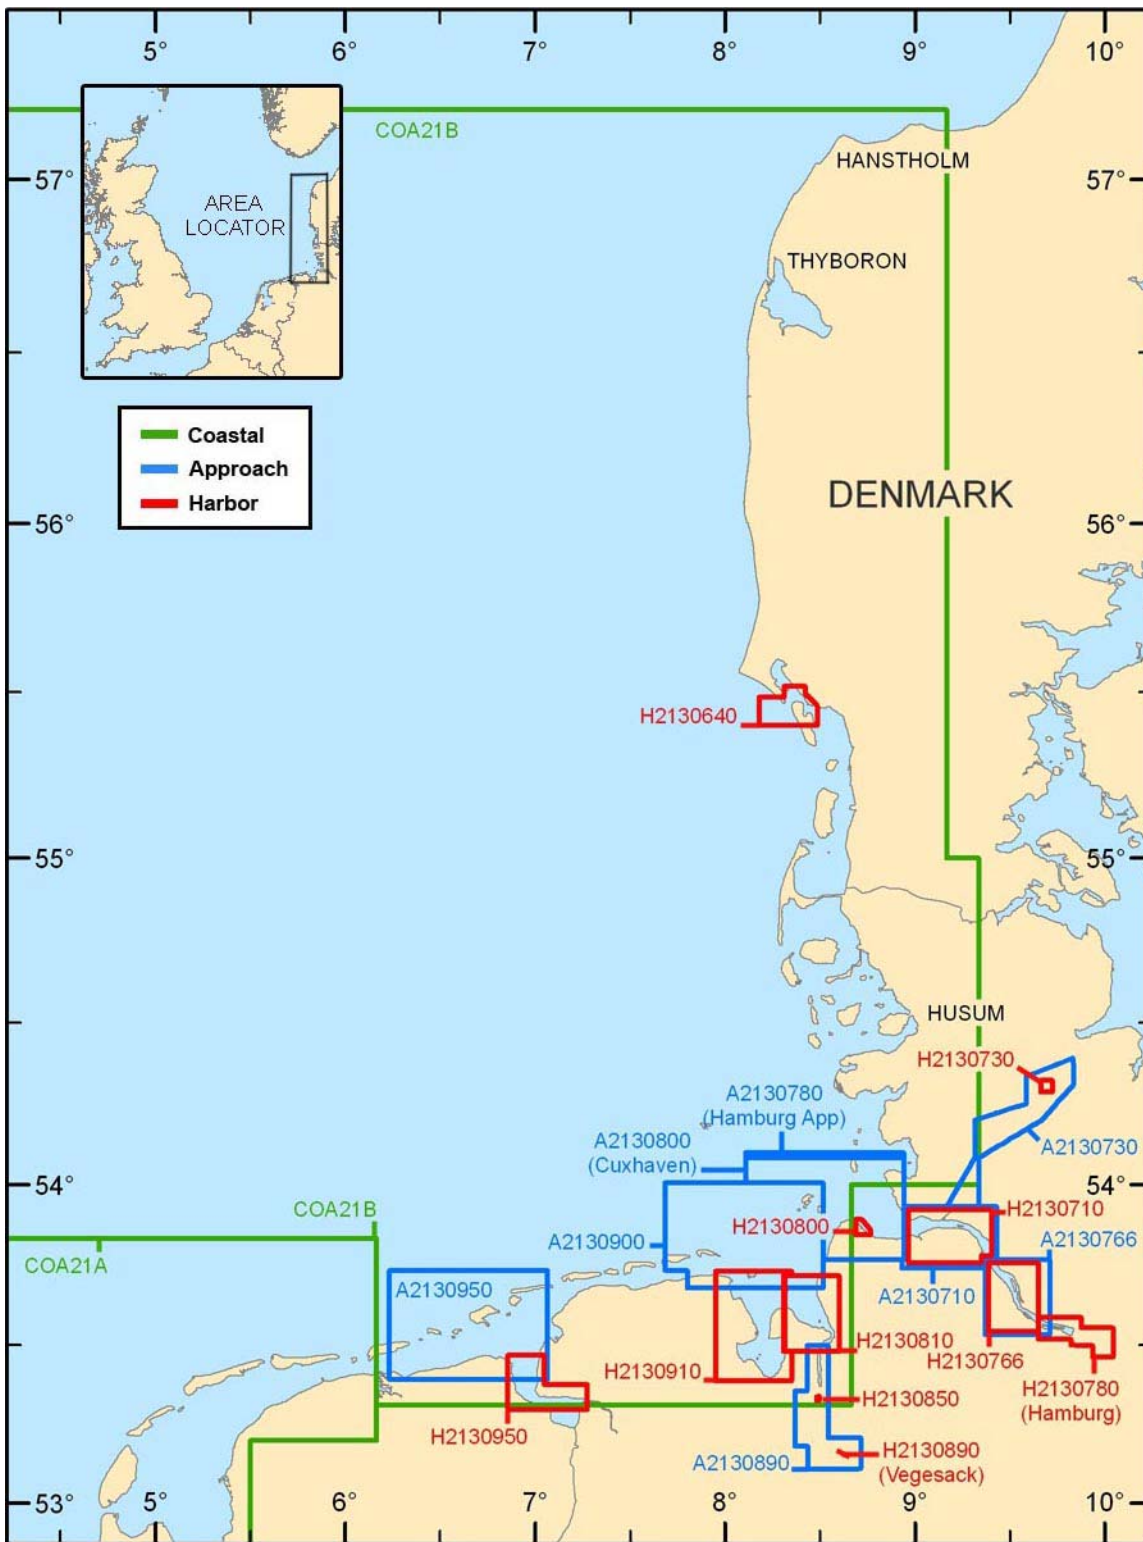 5° 6° 7° 8° 9° 10°
COA21B
57° HANSTHOLM 57°
AREA
LOCATOR
THYBORON
Coastal
Approach
Harbor
DENMARK
56° 56°
H2130640
55° 55°
HUSUM
H2130730
A2130780
(Hamburg App)
A2130800
(Cuxhaven)
A2130730
54° 54°
COA21B
H2130710
H2130800
A2130766
A2130900
COA21A
A2130950
A2130710
H2130810
H2130766
H2130910
H2130780
(Hamburg)
H2130850
H2130950
H2130890
(Vegesack)
A2130890
53° 5° 6° 7° 8° 9° 10°